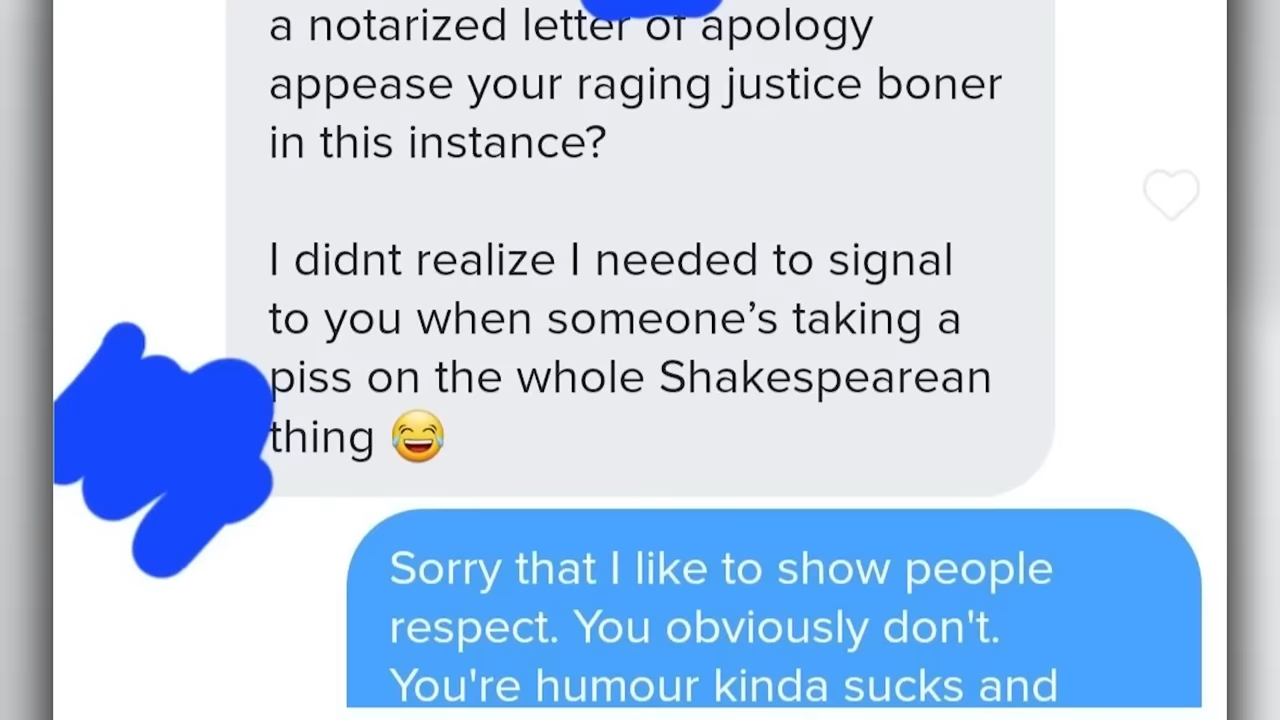 a notarized letter of apology
appease your raging justice boner
in this instance?
I didnt realize I needed to signal
to you when someone’s taking a
piss on the whole Shakespearean
thing 😂
Sorry that I like to show people
respect. You obviously don't.
You're humour kinda sucks and